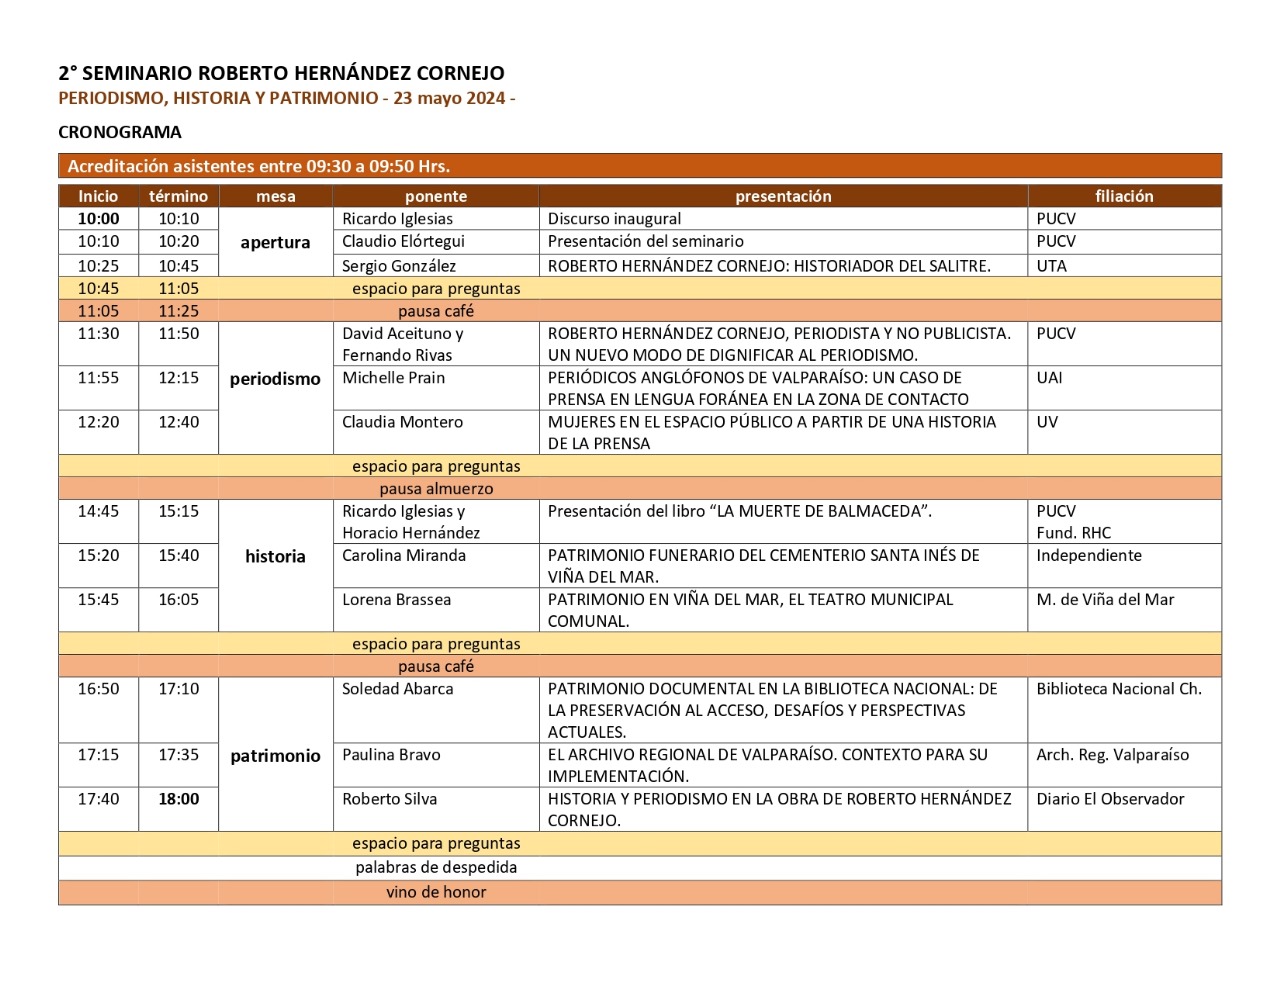 2° SEMINARIO ROBERTO HERNÁNDEZ CORNEJO
PERIODISMO, HISTORIA Y PATRIMONIO - 23 mayo 2024 -
CRONOGRAMA
Acreditación asistentes entre 09:30 a 09:50 Hrs.
Inicio término mesa ponente presentación filiación
10:00 10:10 Ricardo Iglesias Discurso inaugural PUCV
apertura
10:10 10:20 Claudio Elórtegui Presentación del seminario PUCV
10:25 10:45 Sergio González ROBERTO HERNÁNDEZ CORNEJO: HISTORIADOR DEL SALITRE. UTA
10:45 11:05 espacio para preguntas
11:05 11:25 pausa café
11:30 11:50 David Aceituno y ROBERTO HERNÁNDEZ CORNEJO, PERIODISTA Y NO PUBLICISTA. PUCV
Fernando Rivas UN NUEVO MODO DE DIGNIFICAR AL PERIODISMO.
periodismo
11:55 12:15 Michelle Prain PERIÓDICOS ANGLÓFONOS DE VALPARAÍSO: UN CASO DE UAI
PRENSA EN LENGUA FORÁNEA EN LA ZONA DE CONTACTO
12:20 12:40 Claudia Montero MUJERES EN EL ESPACIO PÚBLICO A PARTIR DE UNA HISTORIA UV
DE LA PRENSA
espacio para preguntas
pausa almuerzo
14:45 15:15 Ricardo Iglesias y Presentación del libro “LA MUERTE DE BALMACEDA”. PUCV
Horacio Hernández Fund. RHC
historia
15:20 15:40 Carolina Miranda PATRIMONIO FUNERARIO DEL CEMENTERIO SANTA INÉS DE Independiente
VIÑA DEL MAR.
15:45 16:05 Lorena Brassea PATRIMONIO EN VIÑA DEL MAR, EL TEATRO MUNICIPAL M. de Viña del Mar
COMUNAL.
espacio para preguntas
pausa café
16:50 17:10 Soledad Abarca PATRIMONIO DOCUMENTAL EN LA BIBLIOTECA NACIONAL: DE Biblioteca Nacional Ch.
LA PRESERVACIÓN AL ACCESO, DESAFÍOS Y PERSPECTIVAS
ACTUALES.
patrimonio
17:15 17:35 Paulina Bravo EL ARCHIVO REGIONAL DE VALPARAÍSO. CONTEXTO PARA SU Arch. Reg. Valparaíso
IMPLEMENTACIÓN.
17:40 18:00 Roberto Silva HISTORIA Y PERIODISMO EN LA OBRA DE ROBERTO HERNÁNDEZ Diario El Observador
CORNEJO.
espacio para preguntas
palabras de despedida
vino de honor